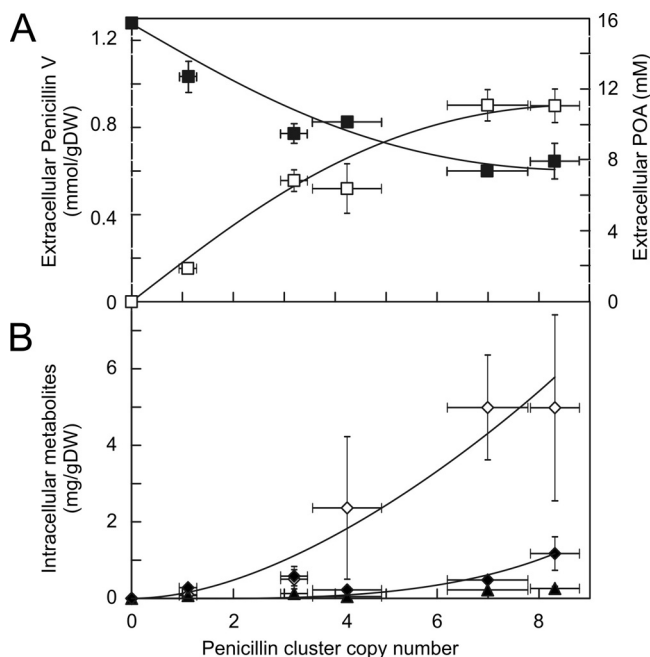 A
Extracellular Penicillin V
(mmol/gDW)
1.2
0.8
0.4
0
16
12
8
4
0
Extracellular POA (mM)
B
Intracellular metabolites
(mg/gDW)
6
4
2
0
0 2 4 6 8
Penicillin cluster copy number